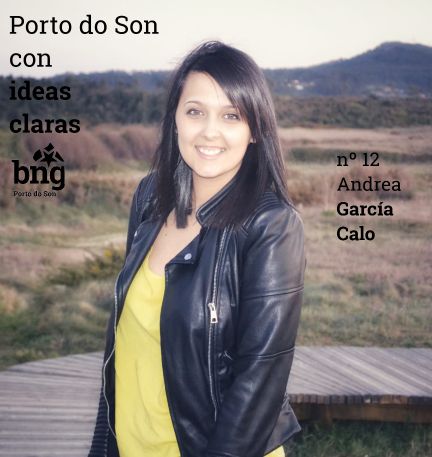 Porto do Son
con
ideas
claras
bng
Porto do Son
nº 12
Andrea
García
Calo